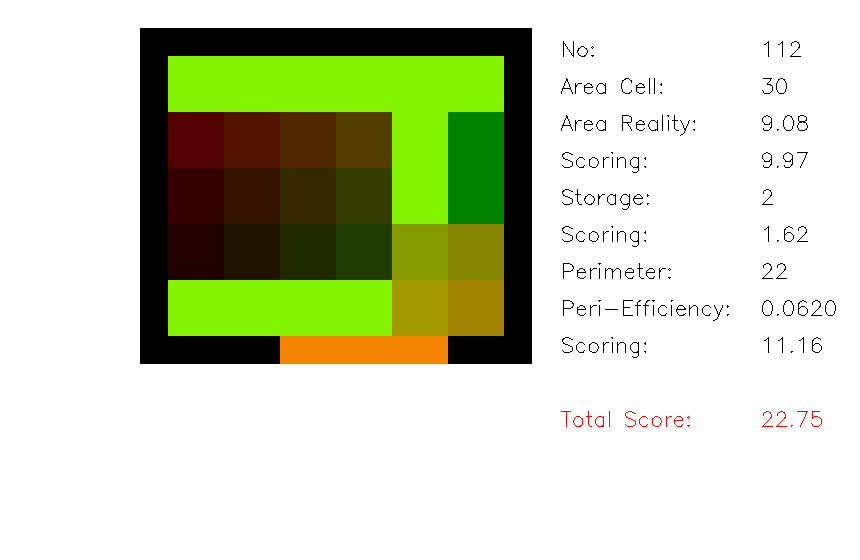 No: 112
Area Cell: 30
Area Reality: 9.08
Scoring: 9.97
Storage: 2
Scoring: 1.62
Perimeter: 22
Peri-Efficiency: 0.0620
Scoring: 11.16
Total Score: 22.75